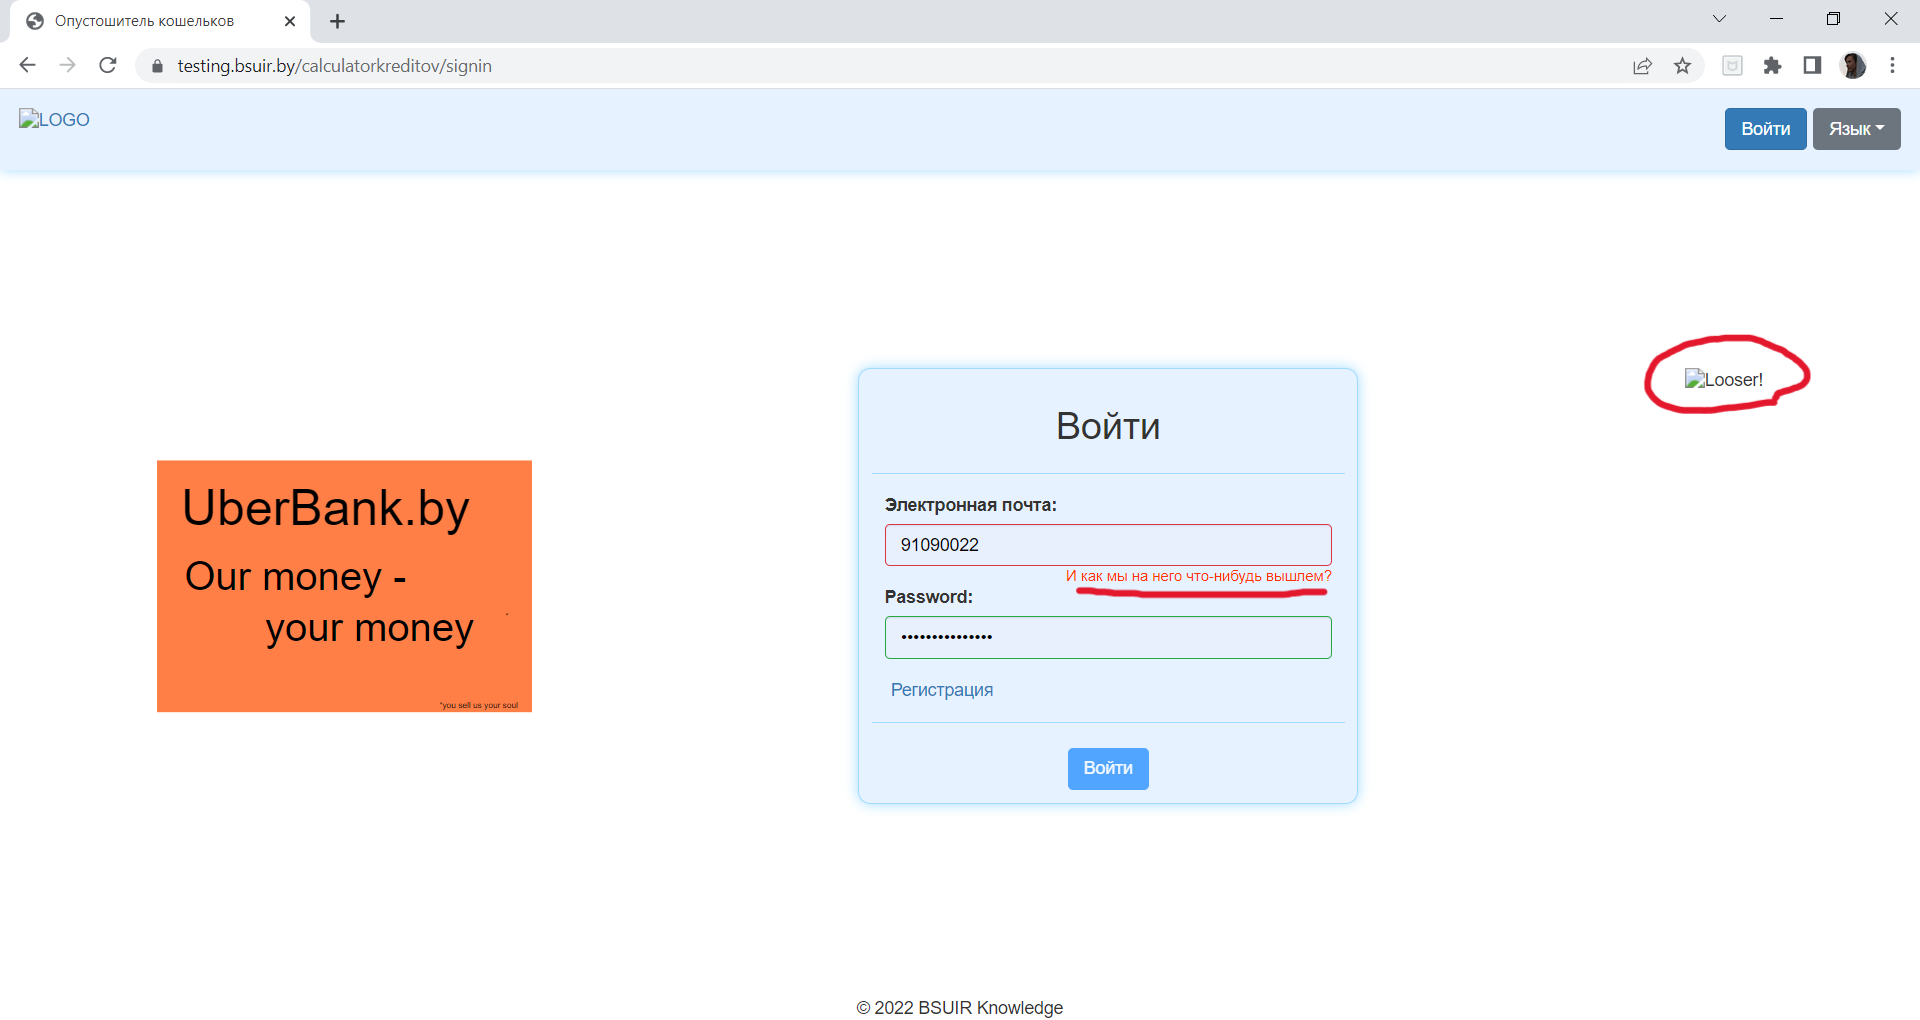 Опустошитель кошельков
testing.bsuir.by/calculatorkreditov/signin
LOGO
Войти
Язык
Looser!
UberBank.by
Our money -
your money
*you sell us your soul
Войти
Электронная почта:
91090022
И как мы на него что-нибудь вышлем?
Password:
•••••••••••••••
Регистрация
Войти
© 2022 BSUIR Knowledge